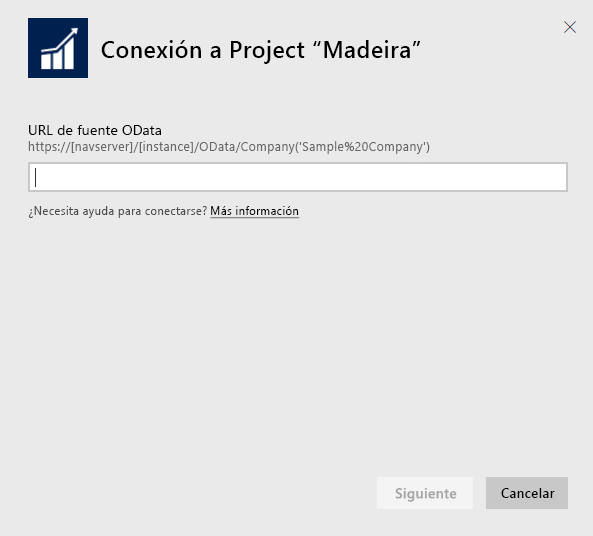 Conexión a Project “Madeira”
URL de fuente OData
https://[navserver]/[instance]/OData/Company('Sample%20Company')
¿Necesita ayuda para conectarse? Más información
Siguiente Cancelar